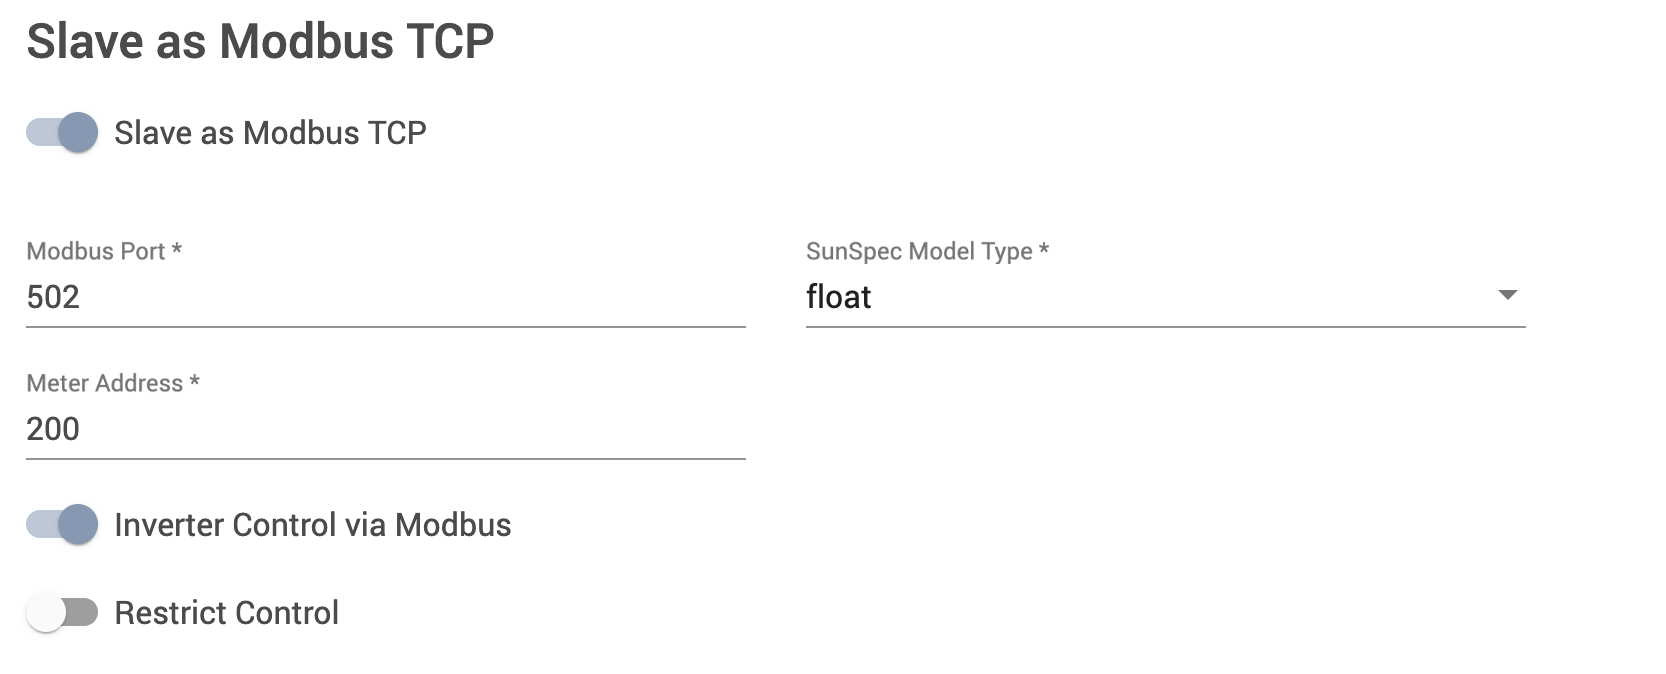 Slave as Modbus TCP
Slave as Modbus TCP
Modbus Port *
502
SunSpec Model Type *
float
Meter Address *
200
Inverter Control via Modbus
Restrict Control